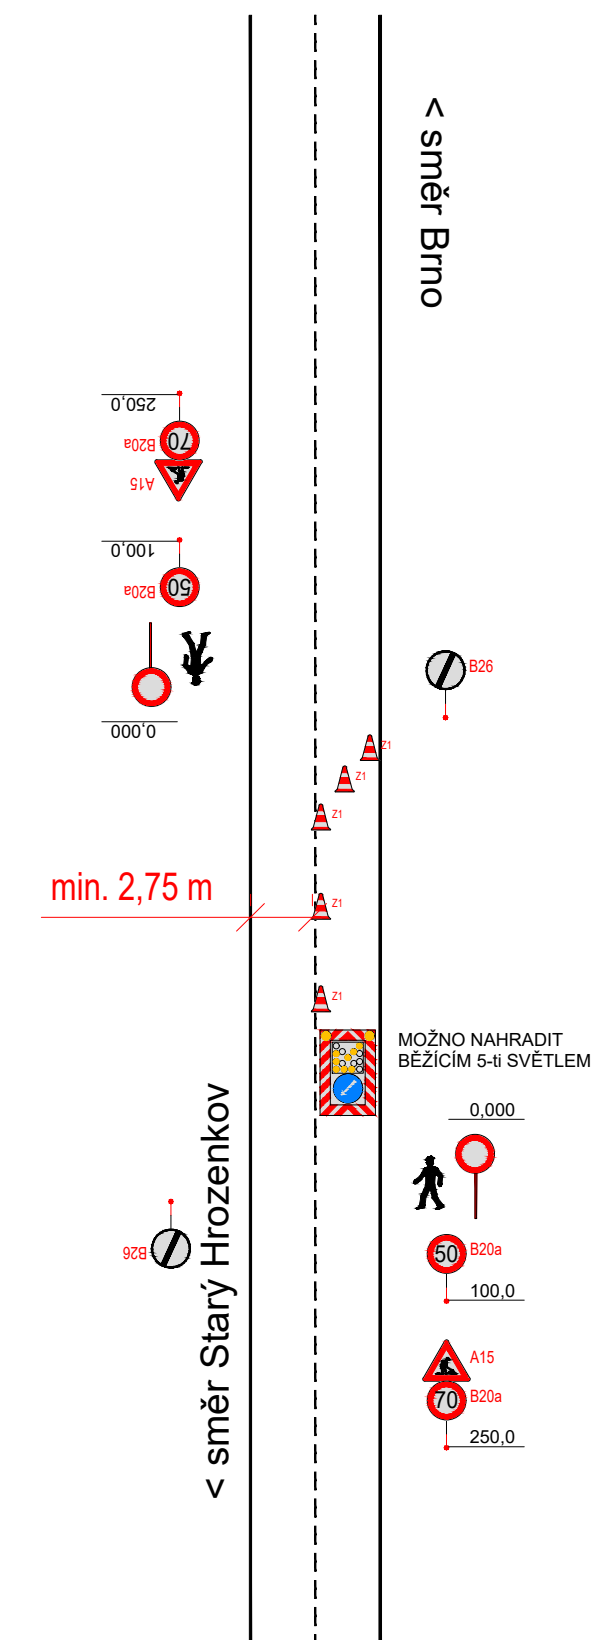 < směr Brno
250,0
B20a
70
A15
100,0
B20a
50
0,000
B26
Z1
Z1
Z1
min. 2,75 m
Z1
Z1
MOŽNO NAHRADIT
BĚŽÍCÍM 5-ti SVĚTLEM
0,000
< směr Starý Hrozenkov
B26
50
B20a
100,0
A15
70
B20a
250,0